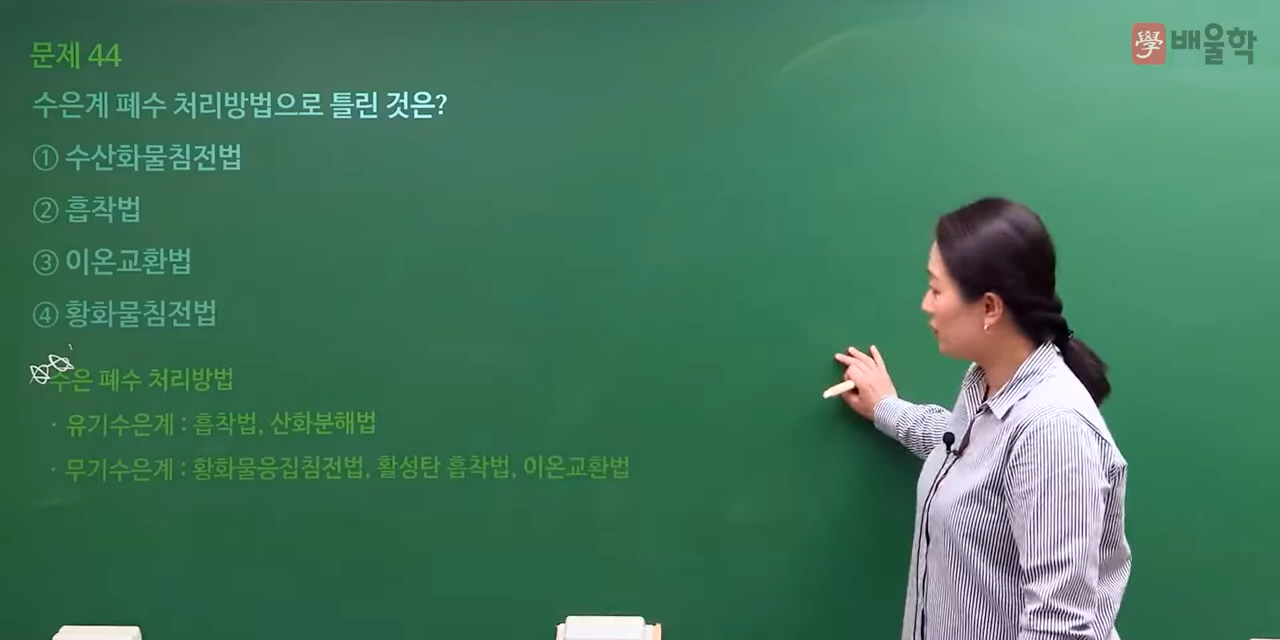 문제 44
學 배울학
수은계 폐수 처리방법으로 틀린 것은?
① 수산화물침전법
② 흡착법
③ 이온교환법
④ 황화물침전법
수은 폐수 처리방법
· 유기수은계 : 흡착법, 산화분해법
· 무기수은계 : 황화물응집침전법, 활성탄 흡착법, 이온교환법